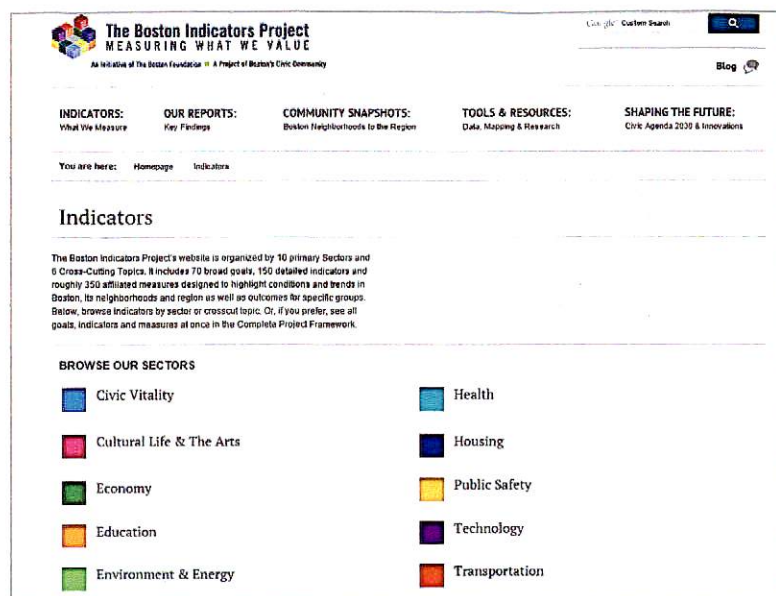 The Boston Indicators Project
MEASURING WHAT WE VALUE
An Initiative of The Boston Foundation A Project of Boston's Civic Community
Google Custom Search
Blog
INDICATORS:
What We Measure
OUR REPORTS:
Key Findings
COMMUNITY SNAPSHOTS:
Boston Neighborhoods to the Region
TOOLS & RESOURCES:
Data, Mapping & Research
SHAPING THE FUTURE:
Civic Agenda 2030 & Innovations
You are here: Homepage Indicators
Indicators
The Boston Indicators Project's website is organized by 10 primary Sectors and
6 Cross-Cutting Topics. It includes 70 broad goals, 150 detailed indicators and
roughly 350 affiliated measures designed to highlight conditions and trends in
Boston, its neighborhoods and region as well as outcomes for specific groups.
Below, browse indicators by sector or crosscut topic. Or, if you prefer, see all
goals, indicators and measures at once in the Complete Project Framework.
BROWSE OUR SECTORS
Civic Vitality
Cultural Life & The Arts
Economy
Education
Environment & Energy
Health
Housing
Public Safety
Technology
Transportation